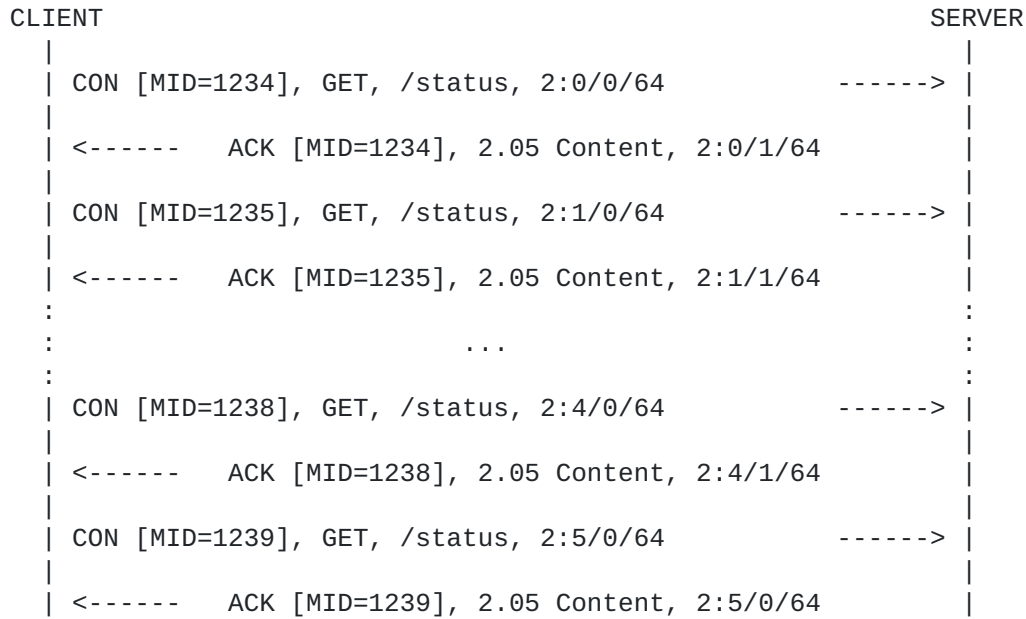 CLIENT                                                     SERVER
  |                                                          |
  | CON [MID=1234], GET, /status, 2:0/0/64           ------> |
  |                                                          |
  | <------   ACK [MID=1234], 2.05 Content, 2:0/1/64         |
  |                                                          |
  | CON [MID=1235], GET, /status, 2:1/0/64           ------> |
  |                                                          |
  | <------   ACK [MID=1235], 2.05 Content, 2:1/1/64         |
  :                                                          :
  :                          ...                             :
  :                                                          :
  | CON [MID=1238], GET, /status, 2:4/0/64           ------> |
  |                                                          |
  | <------   ACK [MID=1238], 2.05 Content, 2:4/1/64         |
  |                                                          |
  | CON [MID=1239], GET, /status, 2:5/0/64           ------> |
  |                                                          |
  | <------   ACK [MID=1239], 2.05 Content, 2:5/0/64         |